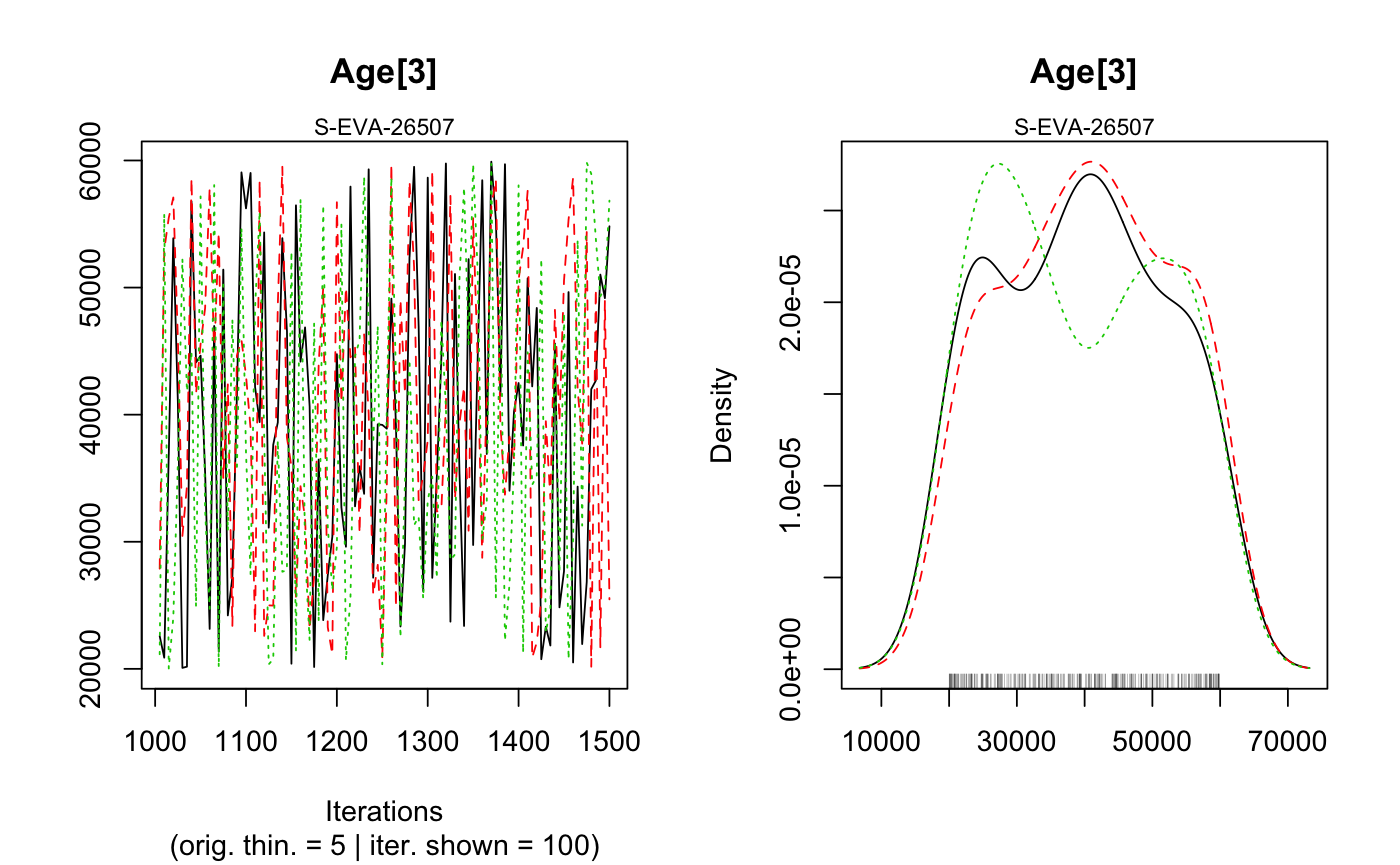 Age[3]
S-EVA-26507
60000
50000
40000
30000
20000
1000 1100 1200 1300 1400 1500
Iterations
(orig. thin. = 5 | iter. shown = 100)
Age[3]
S-EVA-26507
Density
2.0e-05
1.0e-05
0.0e+00
10000 30000 50000 70000